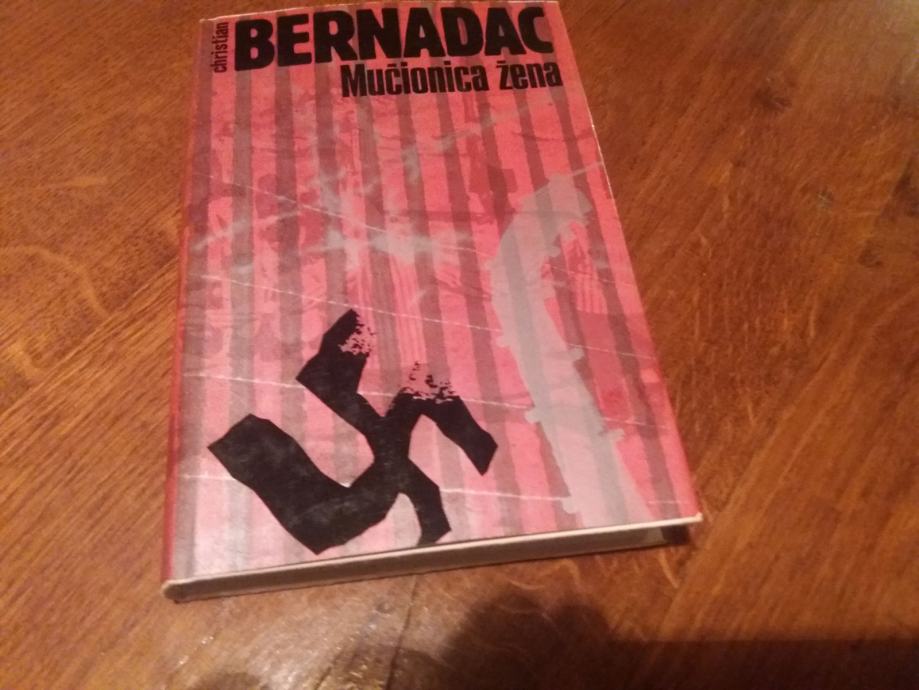 christian
BERNADAC
Mučionica žena